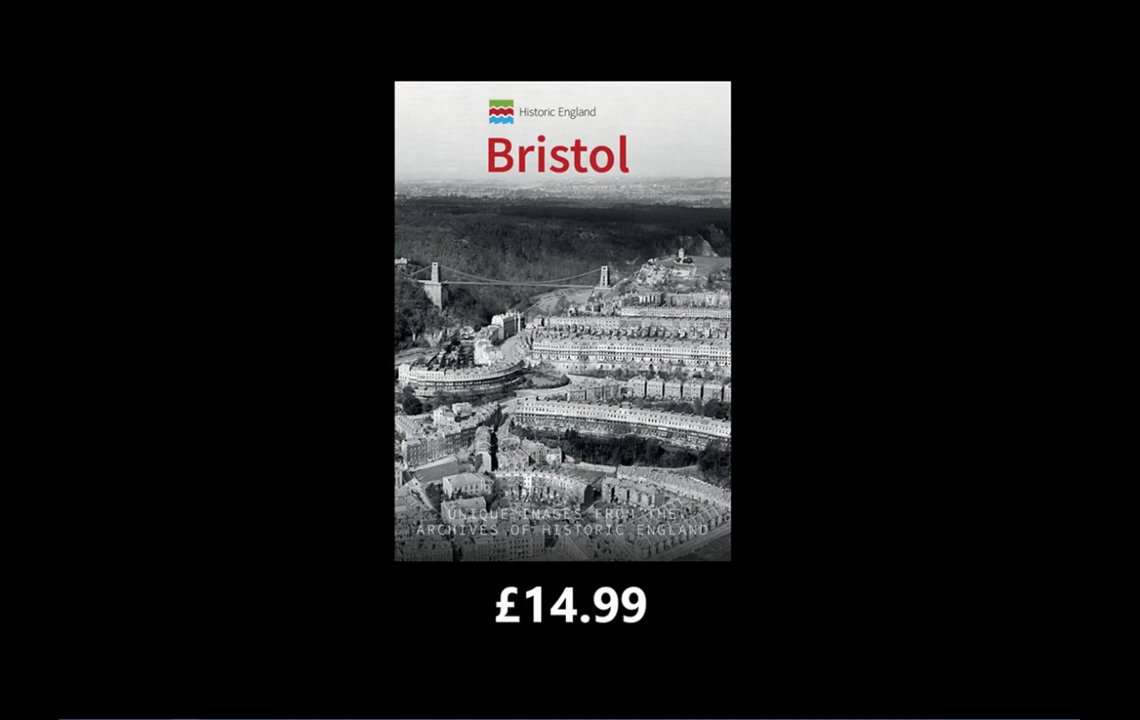 Historic England
Bristol
UNIQUE IMAGES FROM THE
ARCHIVES OF HISTORIC ENGLAND
£14.99